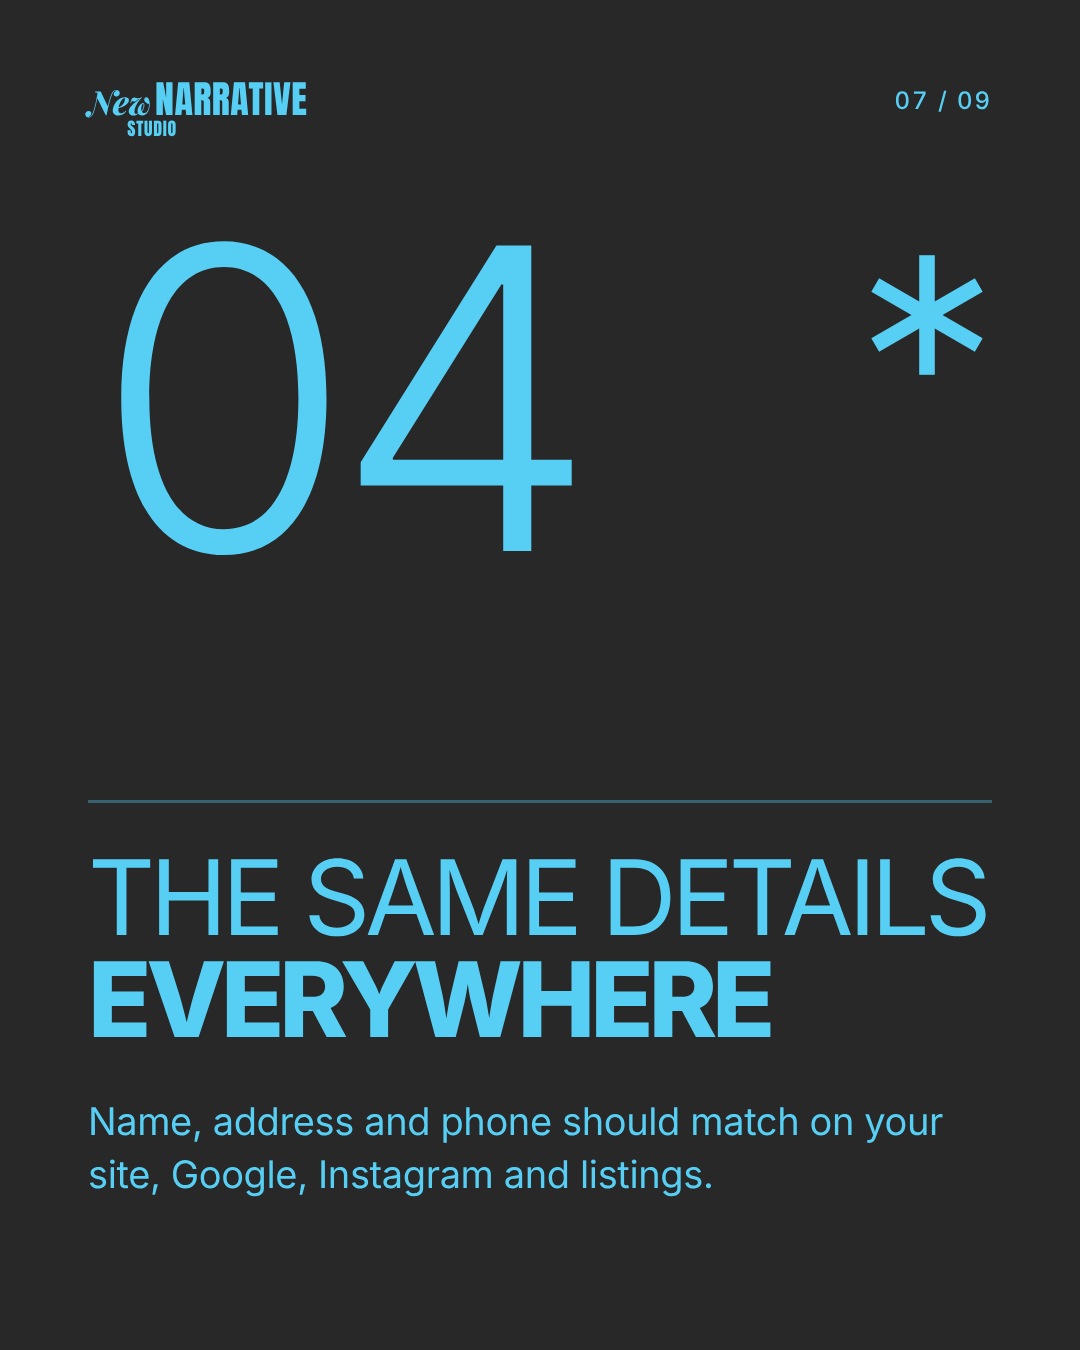 New NARRATIVE
STUDIO
07 / 09
04 *
THE SAME DETAILS
EVERYWHERE
Name, address and phone should match on your
site, Google, Instagram and listings.